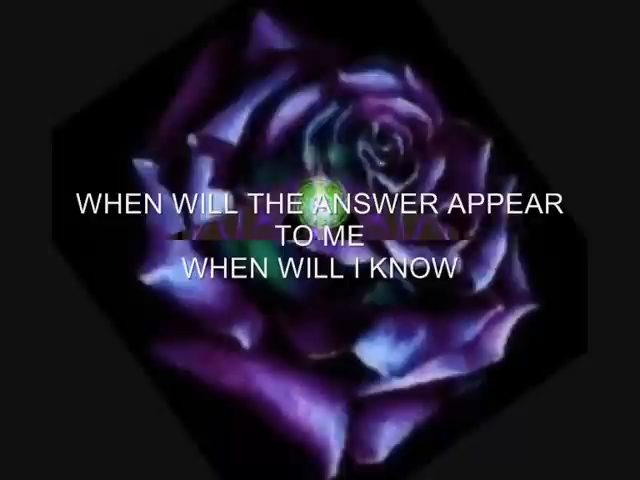 WHEN WILL THE ANSWER APPEAR
TO ME
WHEN WILL I KNOW